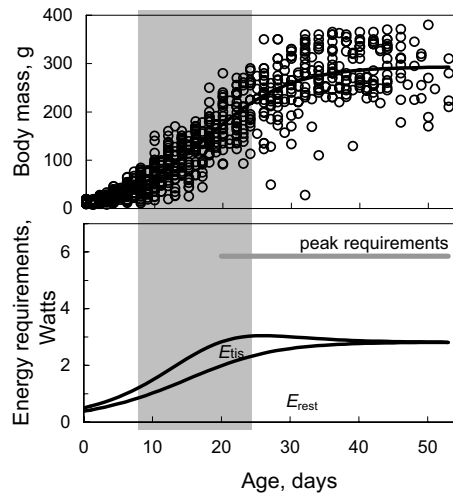 Body mass, g
400
300
200
100
0
Energy requirements,
Watts
6
4
2
0
peak requirements
Etis
Erest
0 10 20 30 40 50
Age, days